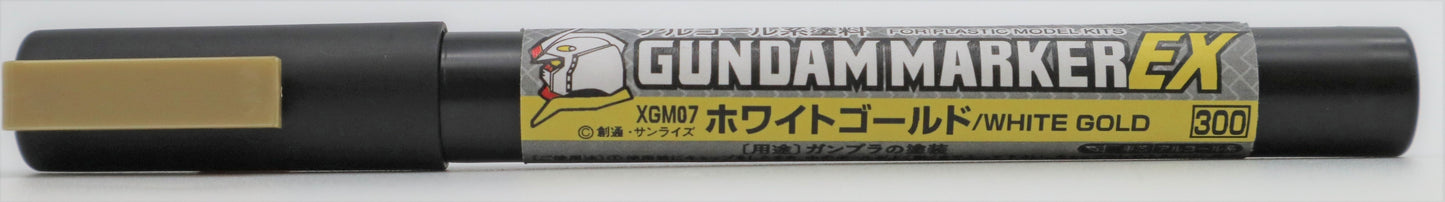 アルコール系塗料 FOR PLASTIC MODEL KITS
GUNDAM MARKER EX
XGM07 ホワイトゴールド/WHITE GOLD 300
©創通・サンライズ
〔用途〕ガンプラの塗装